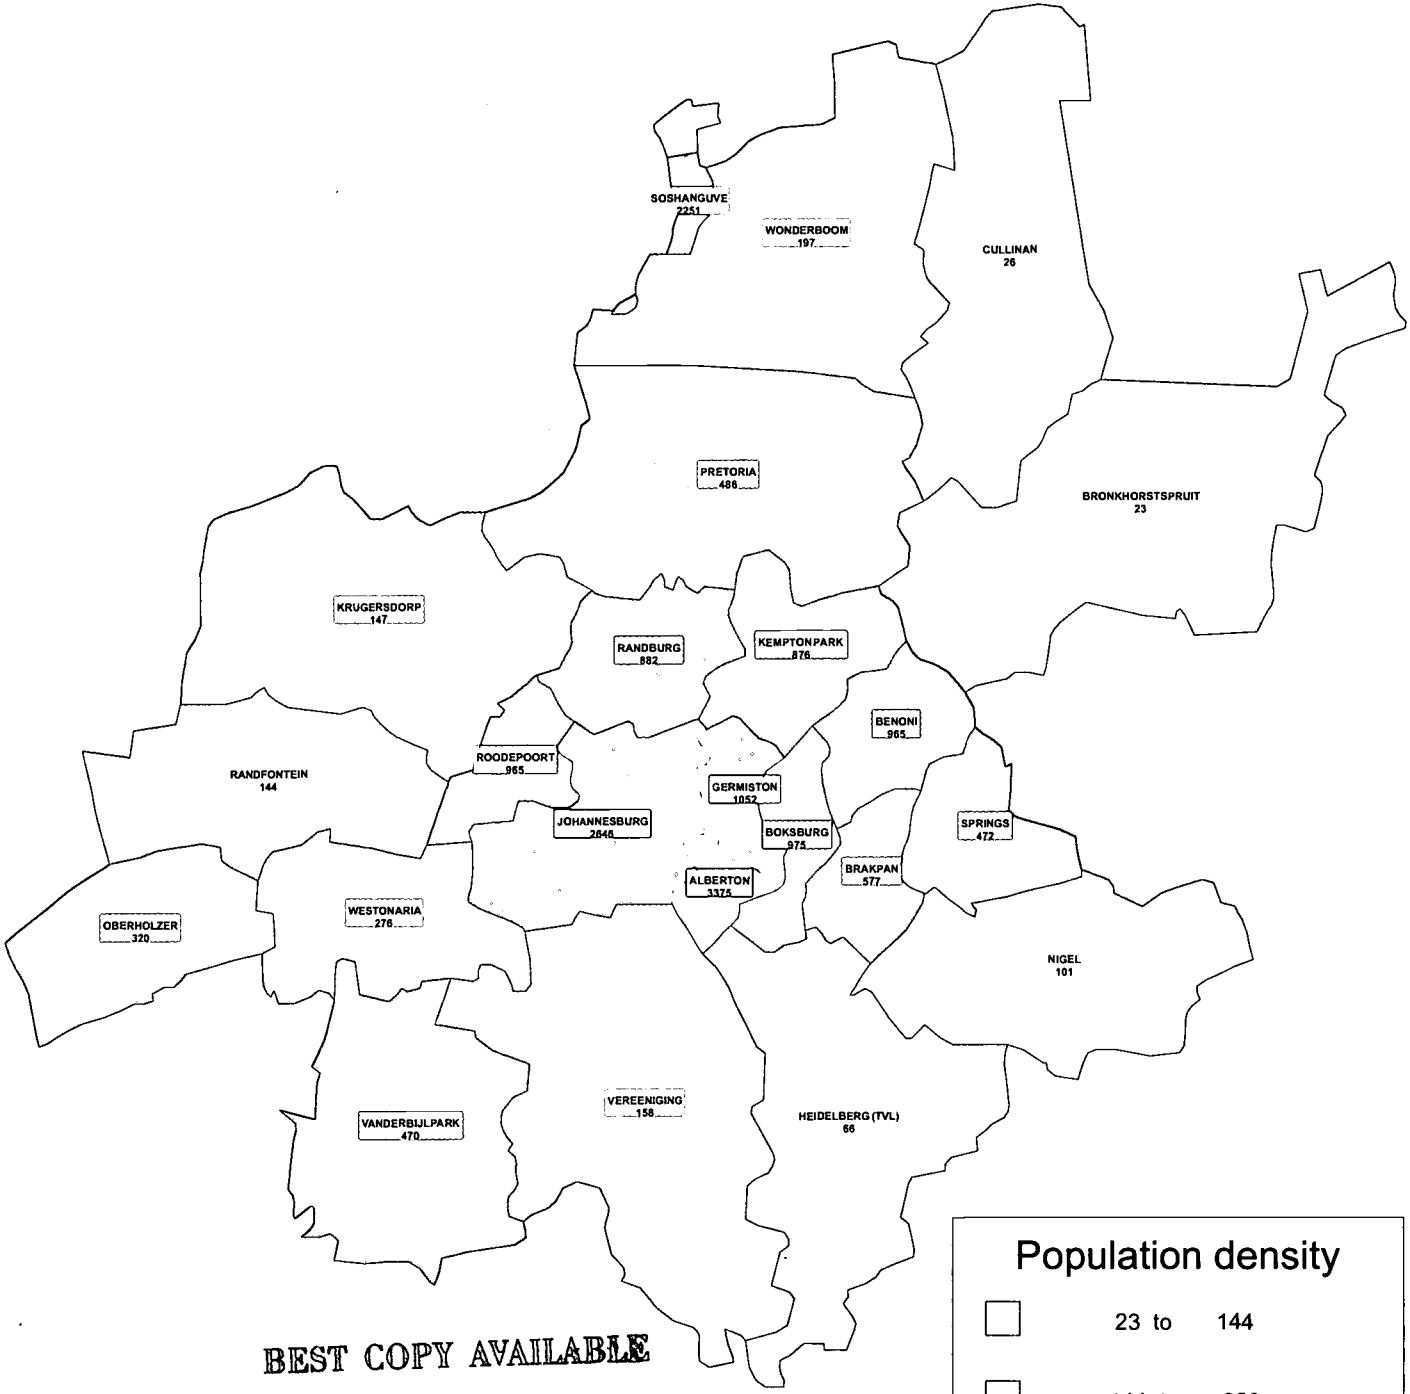 SOSHANGUVE
2251
WONDERBOOM
197
CULLINAN
26
PRETORIA
486
BRONKHORSTSPRUIT
23
KRUGERSDORP
147
RANDBURG
882
KEMPTONPARK
876
BENONI
965
ROODEPOORT
965
RANDFONTEIN
144
GERMISTON
1052
JOHANNESBURG
2646
BOKSBURG
975
SPRINGS
472
BRAKPAN
577
ALBERTON
3375
WESTONARIA
276
OBERHOLZER
320
NIGEL
101
VEREENIGING
158
VANDERBIJLPARK
470
HEIDELBERG (TVL)
66
Population density
23 to 144
BEST COPY AVAILABLE